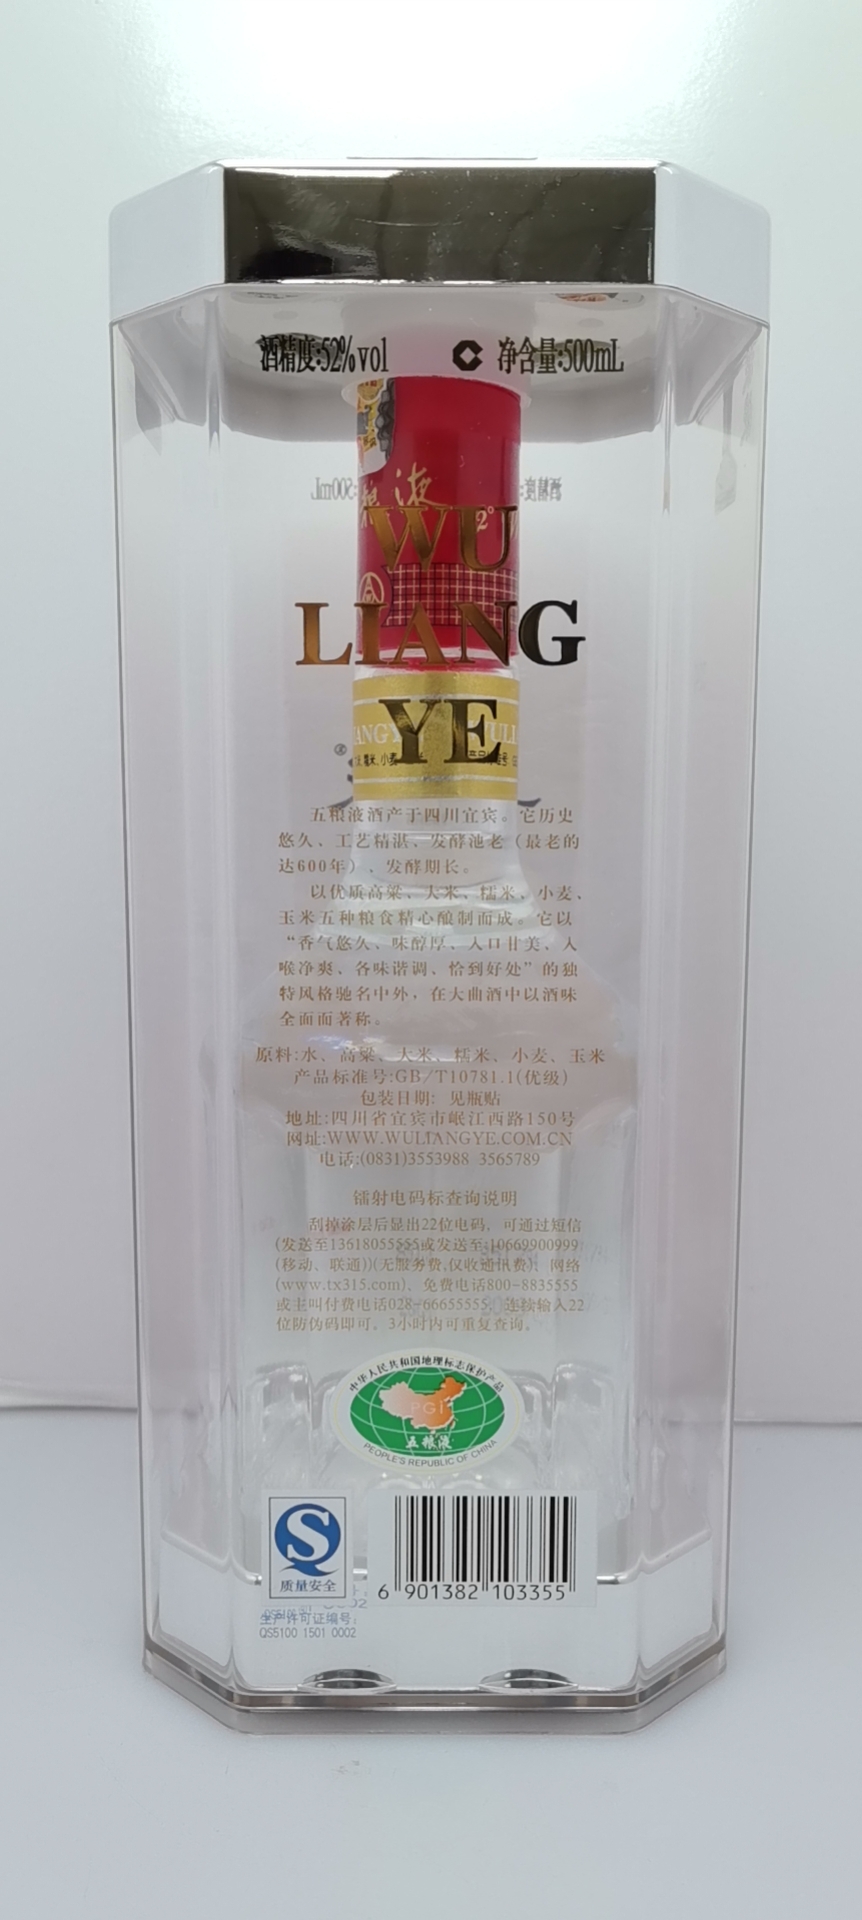 酒精度:52%vol 净含量:500mL
液
2°
WU
LIANG
YE
五粮液酒产于四川宜宾。它历史
悠久、工艺精湛、发酵池老（最老的
达600年）、发酵期长。
以优质高粱、大米、糯米、小麦、
玉米五种粮食精心酿制而成。它以
“香气悠久、味醇厚、入口甘美、入
喉净爽、各味谐调、恰到好处”的独
特风格驰名中外，在大曲酒中以酒味
全面而著称。
原料:水、高粱、大米、糯米、小麦、玉米
产品标准号:GB/T10781.1(优级)
包装日期: 见瓶贴
地址:四川省宜宾市岷江西路150号
网址:WWW.WULIANGYE.COM.CN
电话:(0831)3553988 3565789
镭射电码标查询说明
刮掉涂层后显出22位电码，可通过短信
(发送至13618055555或发送至:10669900999
(移动、联通))(无服务费,仅收通讯费)；网络
(www.tx315.com)、免费电话800-8835555
或主叫付费电话028-66655555，连续输入22
位防伪码即可。3小时内可重复查询。
中华人民共和国地理标志保护产品
PGI
五粮液
PEOPLE'S REPUBLIC OF CHINA
质量安全
6 901382 103355
生产许可证编号:
QS5100 1501 0002